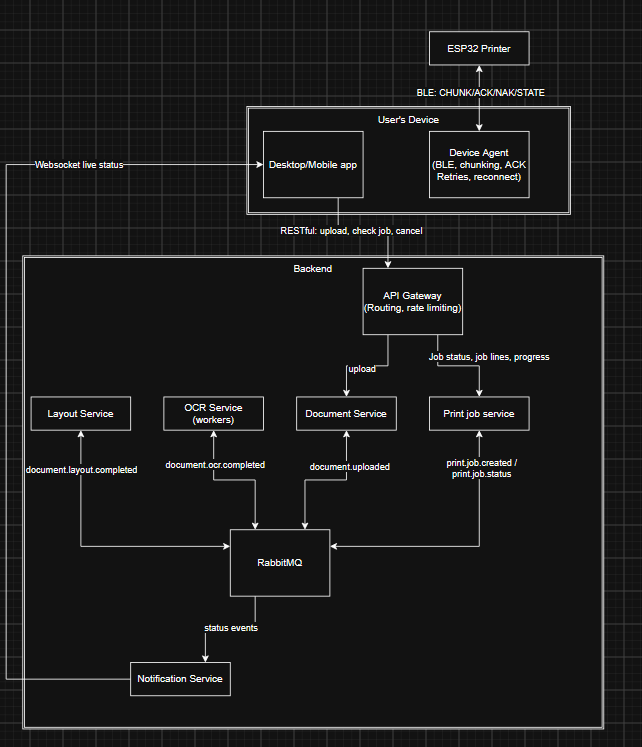 ESP32 Printer
BLE: CHUNK/ACK/NAK/STATE
User's Device
Desktop/Mobile app
Device Agent
(BLE, chunking, ACK
Retries, reconnect)
Websocket live status
RESTful: upload, check job, cancel
Backend
API Gateway
(Routing, rate limiting)
upload
Job status, job lines, progress
Layout Service
OCR Service
(workers)
Document Service
Print job service
document.layout.completed
document.ocr.completed
document.uploaded
print.job.created /
print.job.status
RabbitMQ
status events
Notification Service